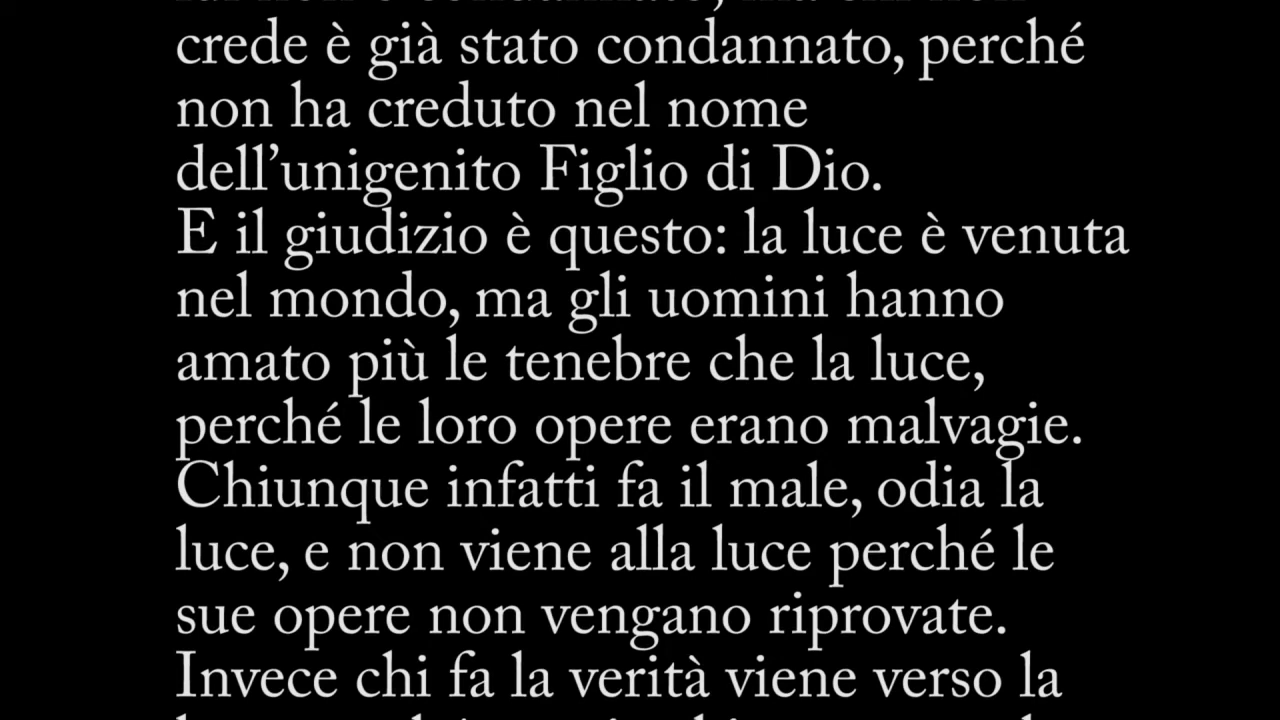 crede è già stato condannato, perché
non ha creduto nel nome
dell’unigenito Figlio di Dio.
E il giudizio è questo: la luce è venuta
nel mondo, ma gli uomini hanno
amato più le tenebre che la luce,
perché le loro opere erano malvagie.
Chiunque infatti fa il male, odia la
luce, e non viene alla luce perché le
sue opere non vengano riprovate.
Invece chi fa la verità viene verso la